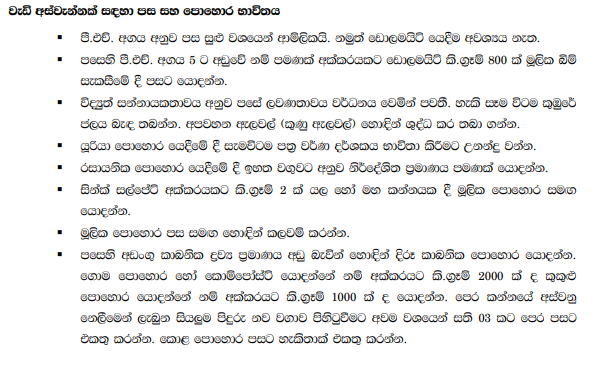 වැඩි අස්වැන්නක් සඳහා පස සහ පොහොර භාවිතය
▪ පී.එච්. අගය අනුව පස සුළු වශයෙන් ආම්ලිකයි. නමුත් ඩොලමයිට් යෙදීම අවශ්‍යය නැත.
▪ පසෙහි පී.එච්. අගය 5 ට අඩුවේ නම් පමණක් අක්කරයකට ඩොලමයිට් කි.ග්‍රෑම් 800 ක් මූලික බිම්
සැකසීමේ දී පසට යොදන්න.
▪ විද්‍යුත් සන්නායකතාවය අනුව පසේ ලවණතාවය වර්ධනය වෙමින් පවතී. හැකි සෑම විටම කුඹුරේ
ජලය බැඳ තබන්න. අපවහන ඇලවල් (කුණු ඇලවල්) හොඳින් ශුද්ධ කර තබා ගන්න.
▪ යූරියා පොහොර යෙදීමේ දී සැමවිටම පත්‍ර වර්ණ දර්ශකය භාවිතා කිරීමට උනන්දු වන්න.
▪ රසායනික පොහොර යෙදීමේ දී ඉහත වගුවට අනුව නිර්දේශිත ප්‍රමාණය පමණක් යොදන්න.
▪ සින්ක් සල්පේට් අක්කරයකට කි.ග්‍රෑම් 2 ක් යල හෝ මහ කන්නයක දී මූලික පොහොර සමඟ
යොදන්න.
▪ මූලික පොහොර පස සමඟ හොඳින් කලවම් කරන්න.
▪ පසෙහි අඩංගු කාබනික ද්‍රව්‍ය ප්‍රමාණය අඩු බැවින් හොඳින් දිරූ කාබනික පොහොර යොදන්න.
ගොම පොහොර හෝ කොම්පෝස්ට් යොදන්නේ නම් අක්කරයට කි.ග්‍රෑම් 2000 ක් ද කුකුළු
පොහොර යොදන්නේ නම් අක්කරයට කි.ග්‍රෑම් 1000 ක් ද යොදන්න. පෙර කන්නයේ අස්වනු
නෙලීමෙන් ලැබුන සියලුම පිදුරු නව වගාව පිහිටුවීමට අවම වශයෙන් සති 03 කට පෙර පසට
එකතු කරන්න. කොළ පොහොර පසට හැකිතාක් එකතු කරන්න.